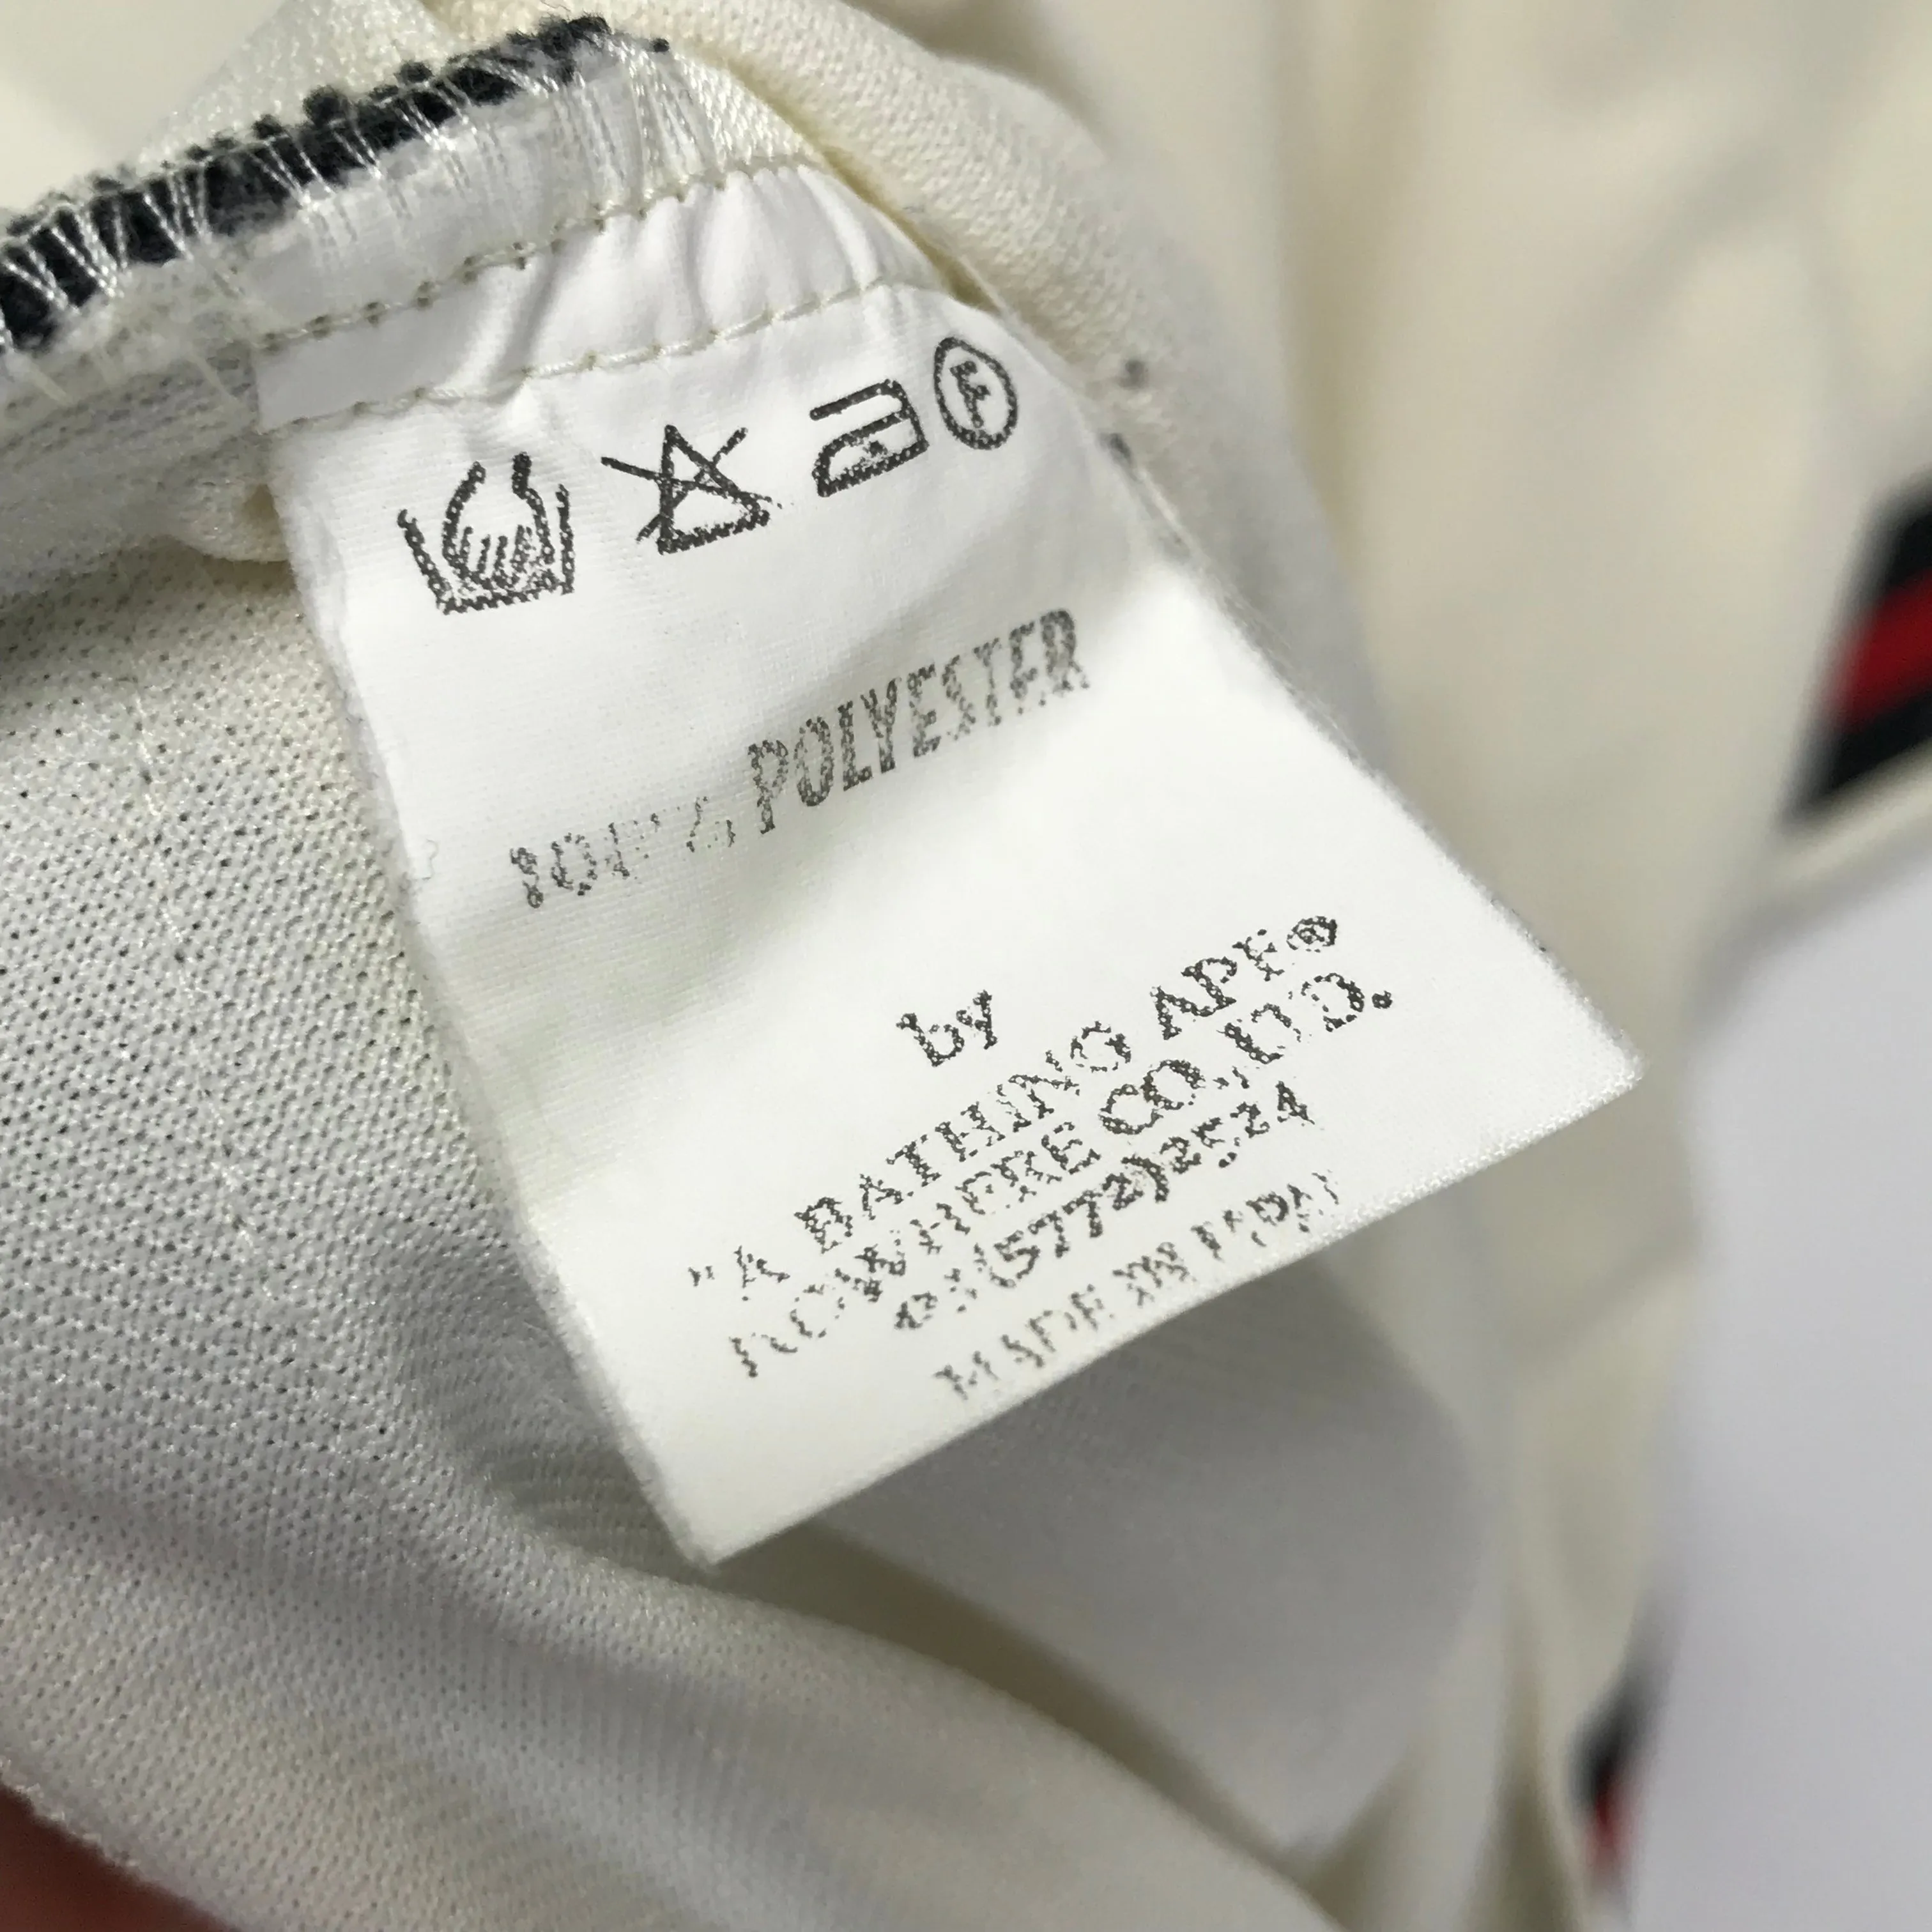 F
100% POLYESTER
by
"A BATHING APE®
NOWHERE CO.,LTD.
03(5772)2524
MADE IN JAPAN